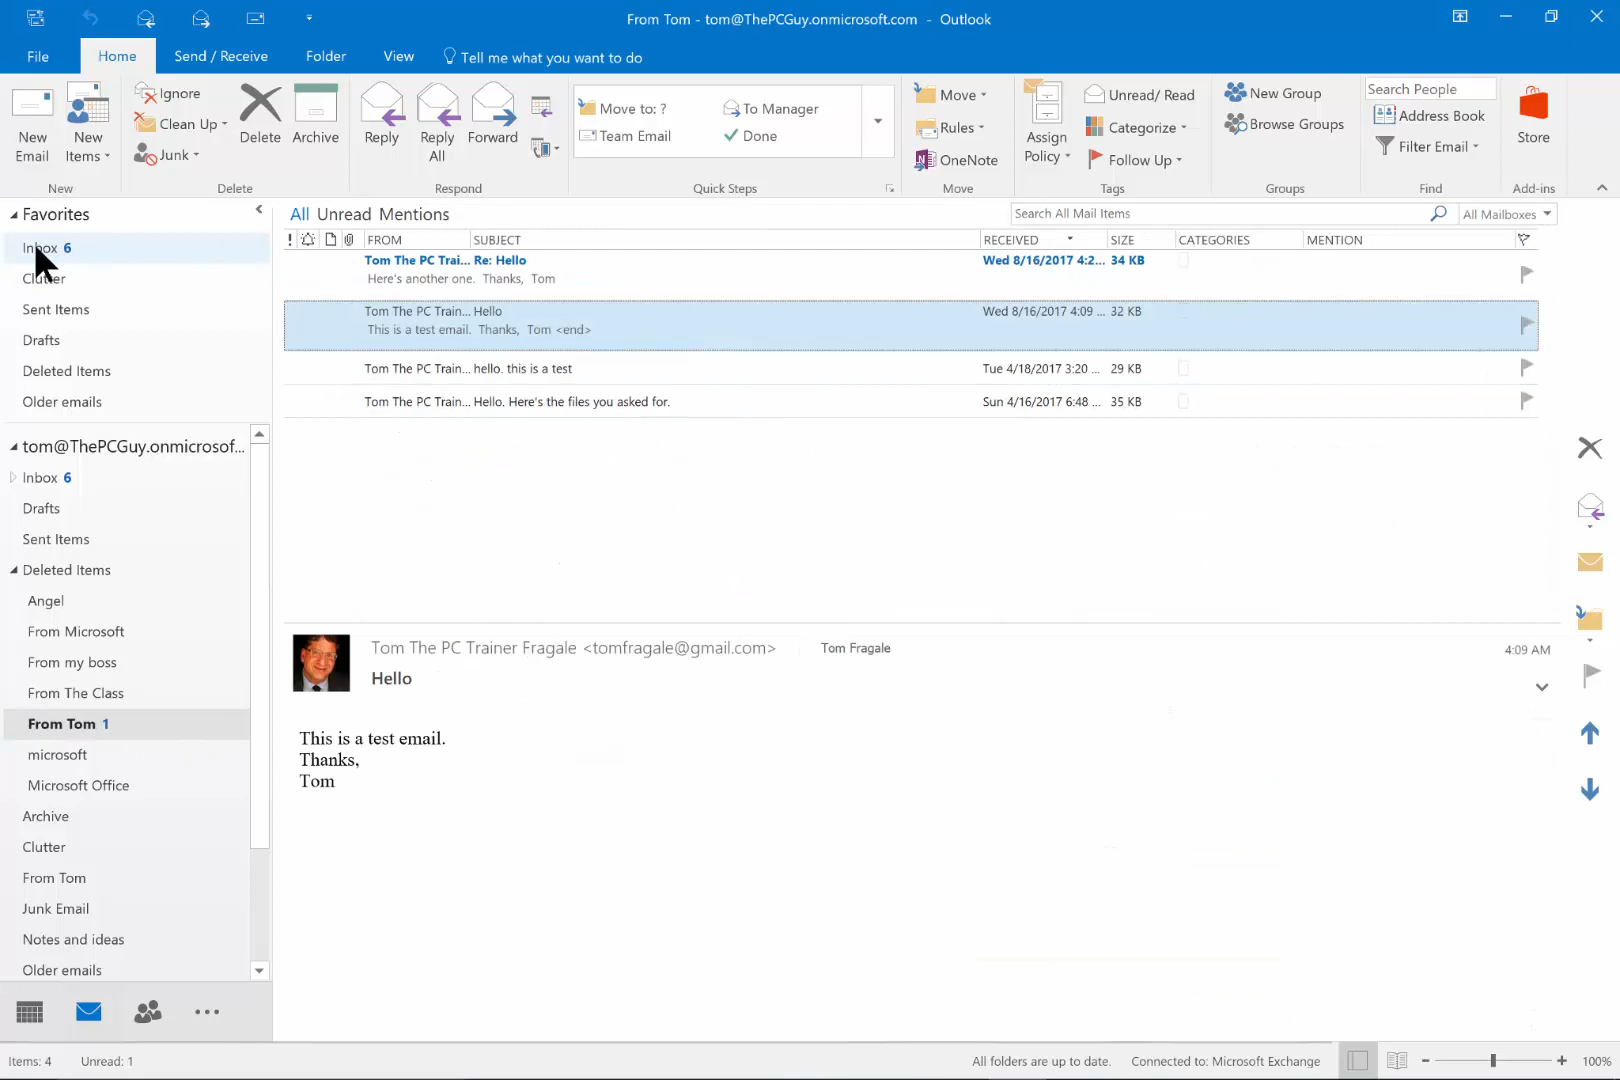 From Tom - tom@ThePCGuy.onmicrosoft.com - Outlook
File Home Send / Receive Folder View Tell me what you want to do
New Email
New Items
New
Ignore
Clean Up
Junk
Delete
Archive
Delete
Reply
Reply All
Forward
Respond
Move to: ?
To Manager
Team Email
Done
Quick Steps
Move
Rules
OneNote
Move
Assign Policy
Unread/ Read
Categorize
Follow Up
Tags
New Group
Browse Groups
Groups
Search People
Address Book
Filter Email
Find
Store
Add-ins
Favorites
Inbox 6
Clutter
Sent Items
Drafts
Deleted Items
Older emails
tom@ThePCGuy.onmicrosof...
Inbox 6
Drafts
Sent Items
Deleted Items
Angel
From Microsoft
From my boss
From The Class
From Tom 1
microsoft
Microsoft Office
Archive
Clutter
From Tom
Junk Email
Notes and ideas
Older emails
All Unread Mentions
Search All Mail Items
All Mailboxes
! FROM SUBJECT RECEIVED SIZE CATEGORIES MENTION
Tom The PC Trai... Re: Hello Wed 8/16/2017 4:2... 34 KB
Here's another one. Thanks, Tom
Tom The PC Train... Hello Wed 8/16/2017 4:09 ... 32 KB
This is a test email. Thanks, Tom <end>
Tom The PC Train... hello. this is a test Tue 4/18/2017 3:20 ... 29 KB
Tom The PC Train... Hello. Here's the files you asked for. Sun 4/16/2017 6:48 ... 35 KB
Tom The PC Trainer Fragale <tomfragale@gmail.com> Tom Fragale 4:09 AM
Hello
This is a test email.
Thanks,
Tom
Items: 4 Unread: 1 All folders are up to date. Connected to: Microsoft Exchange 100%